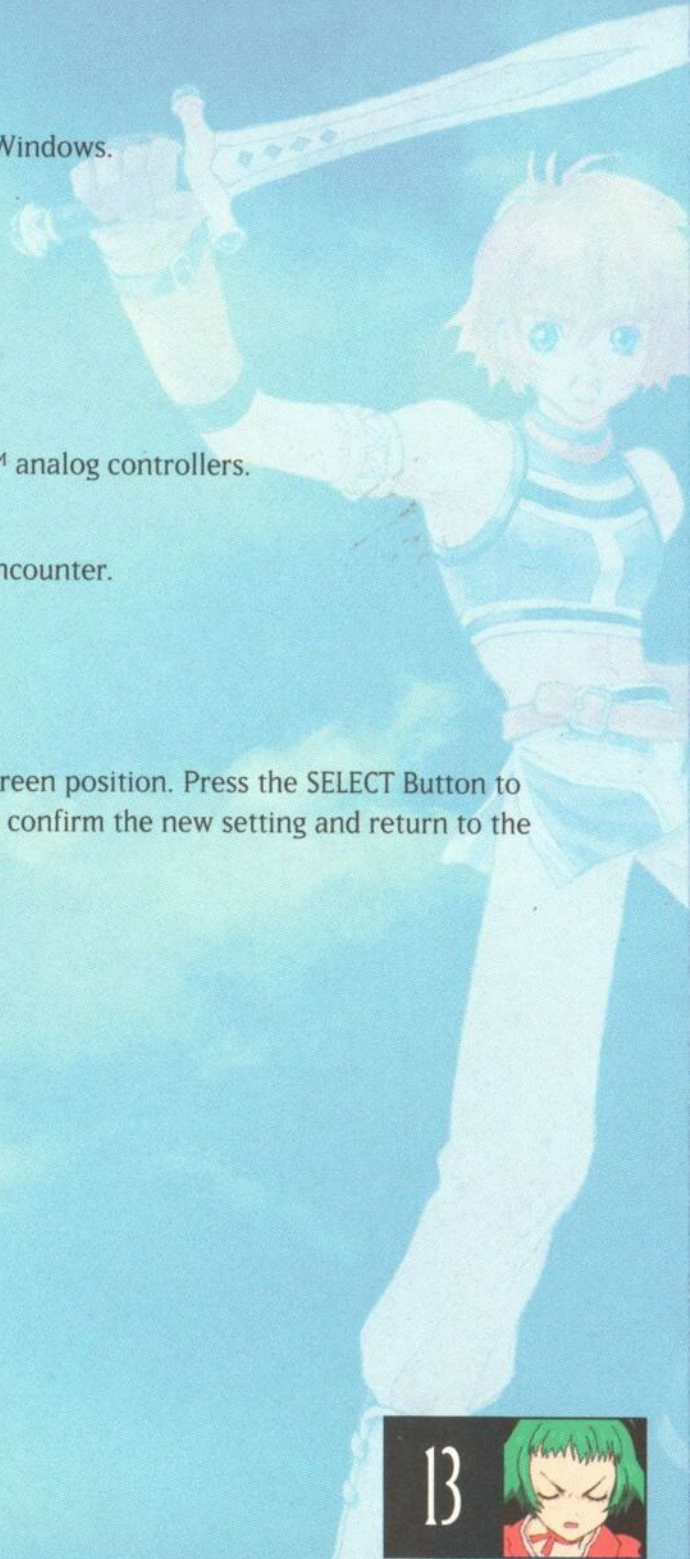 Windows.
analog controllers.
ncounter.
reen position. Press the SELECT Button to
confirm the new setting and return to the
13